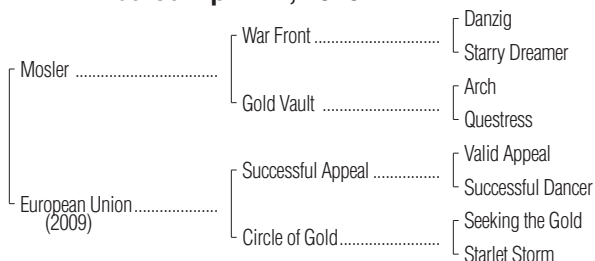 Danzig
War Front ..............................
Starry Dreamer
Mosler ..................................
Arch
Gold Vault ............................
Questress
Valid Appeal
Successful Appeal ................
Successful Dancer
European Union....................
(2009)
Seeking the Gold
Circle of Gold........................
Starlet Storm